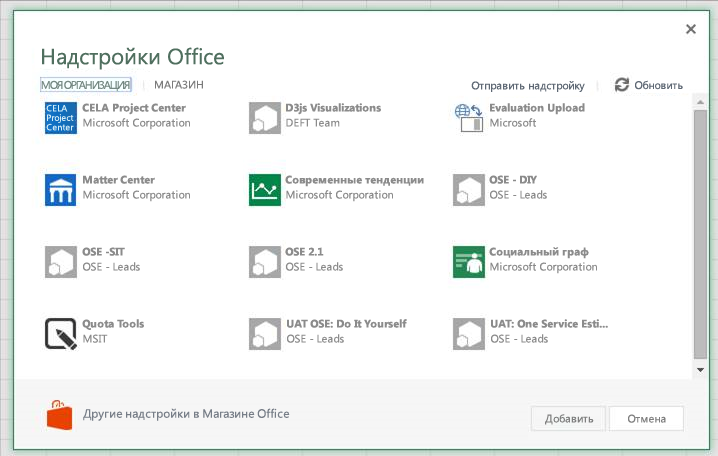 Надстройки Office
МОЯ ОРГАНИЗАЦИЯ | МАГАЗИН
Отправить надстройку | Обновить
CELA Project Center
CELA Project Center
Microsoft Corporation
D3js Visualizations
DEFT Team
Evaluation Upload
Microsoft
Matter Center
Microsoft Corporation
Современные тенденции
Microsoft Corporation
OSE - DIY
OSE - Leads
OSE -SIT
OSE - Leads
OSE 2.1
OSE - Leads
Социальный граф
Microsoft Corporation
Quota Tools
MSIT
UAT OSE: Do It Yourself
OSE - Leads
UAT: One Service Esti...
OSE - Leads
Другие надстройки в Магазине Office
Добавить
Отмена